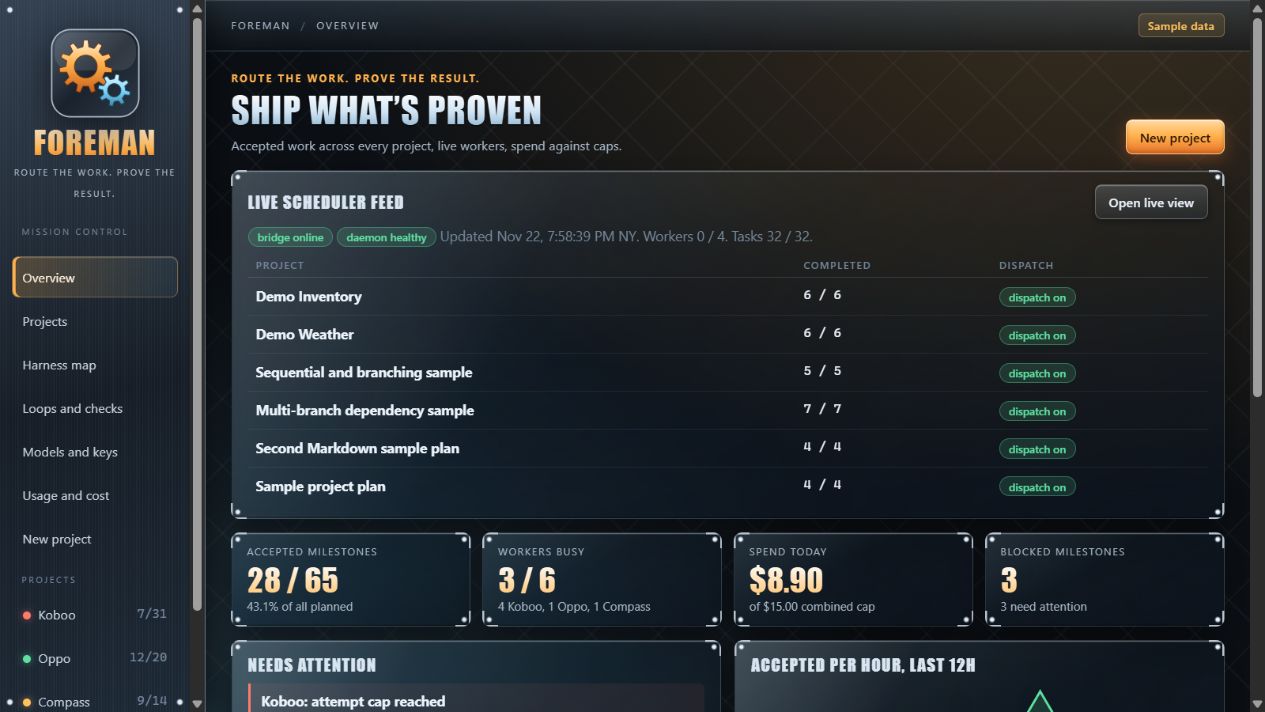 FOREMAN
ROUTE THE WORK. PROVE THE
RESULT.
MISSION CONTROL
Overview
Projects
Harness map
Loops and checks
Models and keys
Usage and cost
New project
PROJECTS
Koboo 7/31
Oppo 12/20
Compass 9/14
FOREMAN / OVERVIEW
Sample data
ROUTE THE WORK. PROVE THE RESULT.
SHIP WHAT'S PROVEN
Accepted work across every project, live workers, spend against caps.
New project
LIVE SCHEDULER FEED
Open live view
bridge online daemon healthy Updated Nov 22, 7:58:39 PM NY. Workers 0 / 4. Tasks 32 / 32.
PROJECT COMPLETED DISPATCH
Demo Inventory 6 / 6 dispatch on
Demo Weather 6 / 6 dispatch on
Sequential and branching sample 5 / 5 dispatch on
Multi-branch dependency sample 7 / 7 dispatch on
Second Markdown sample plan 4 / 4 dispatch on
Sample project plan 4 / 4 dispatch on
ACCEPTED MILESTONES
28 / 65
43.1% of all planned
WORKERS BUSY
3 / 6
4 Koboo, 1 Oppo, 1 Compass
SPEND TODAY
$8.90
of $15.00 combined cap
BLOCKED MILESTONES
3
3 need attention
NEEDS ATTENTION
Koboo: attempt cap reached
ACCEPTED PER HOUR, LAST 12H